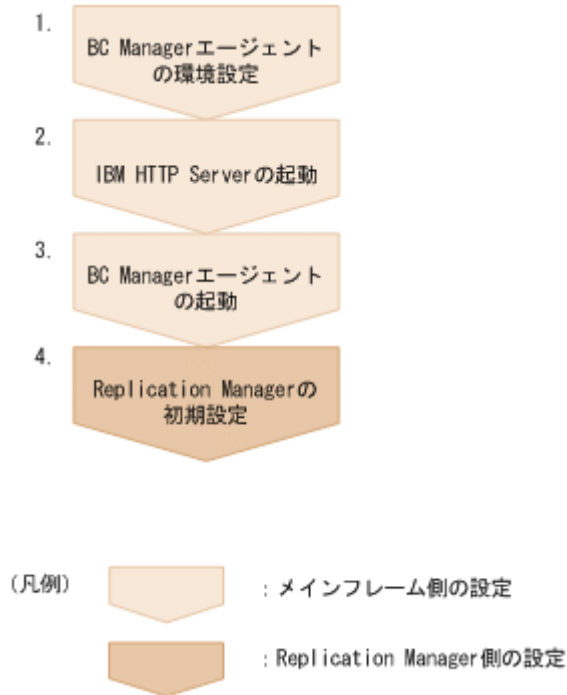 1.
BC Managerエージェント
の環境設定
2.
IBM HTTP Serverの起動
3.
BC Managerエージェント
の起動
4.
Replication Managerの
初期設定
(凡例)
：メインフレーム側の設定
：Replication Manager側の設定